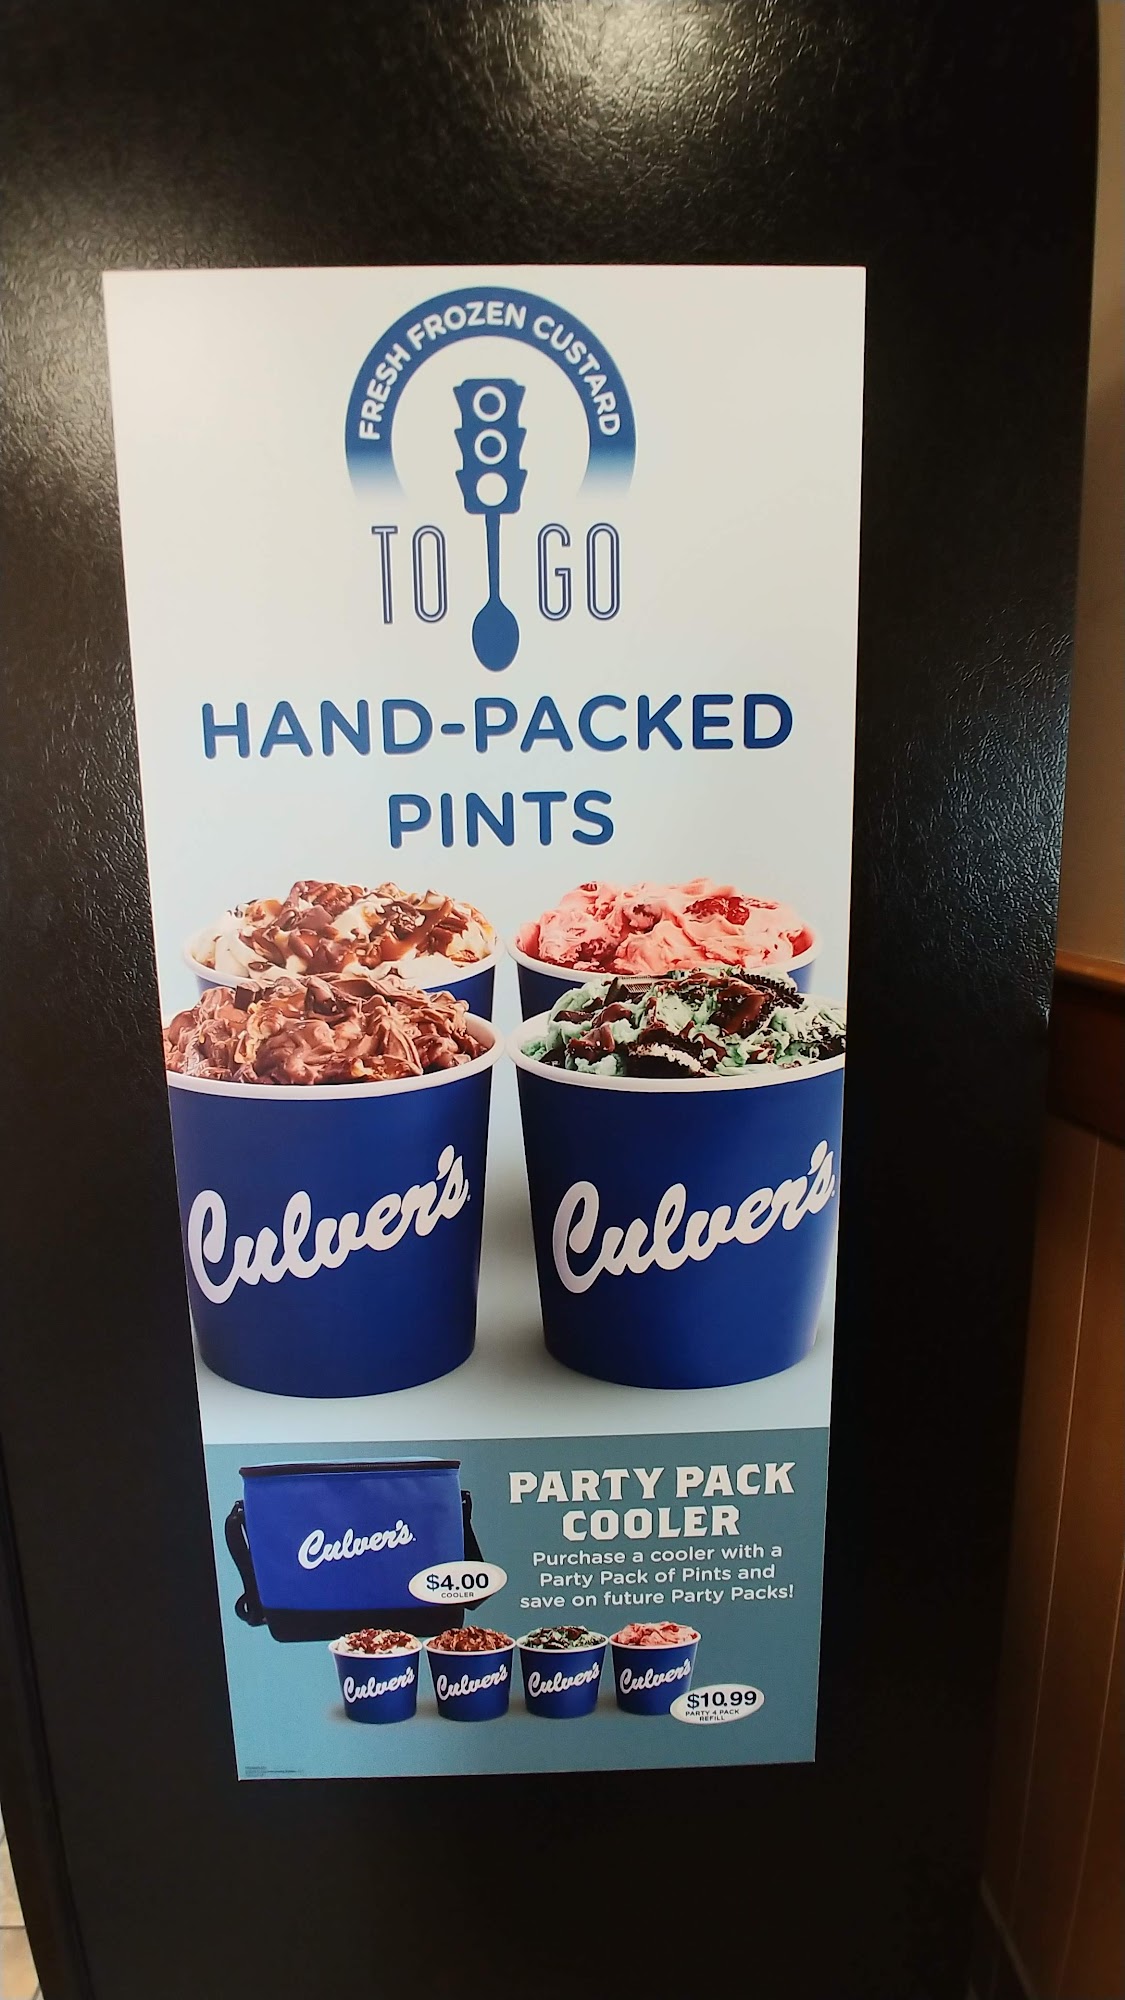 FRESH FROZEN CUSTARD
TO GO
HAND-PACKED
PINTS
Culver's
Culver's
Culver's
$4.00
COOLER
PARTY PACK
COOLER
Purchase a cooler with a
Party Pack of Pints and
save on future Party Packs!
Culver's Culver's Culver's Culver's
$10.99
PARTY 4 PACK
REFILL